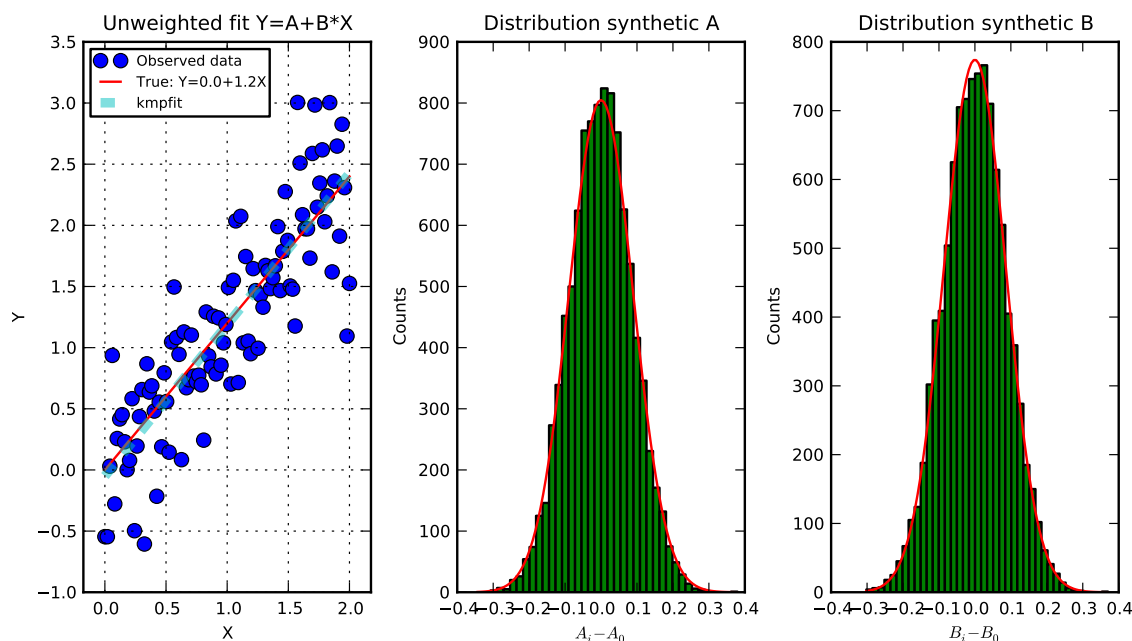 Unweighted fit Y=A+B*X
3.5
3.0
2.5
2.0
1.5
1.0
0.5
0.0
−0.5
−1.0
Y
Observed data
True: Y=0.0+1.2X
kmpfit
0.0 0.5 1.0 1.5 2.0
X
Distribution synthetic A
900
800
700
600
500
400
300
200
100
0
Counts
−0.4 −0.3 −0.2 −0.1 0.0 0.1 0.2 0.3 0.4
A_i − A_0
Distribution synthetic B
800
700
600
500
400
300
200
100
0
Counts
−0.4 −0.3 −0.2 −0.1 0.0 0.1 0.2 0.3 0.4
B_i − B_0